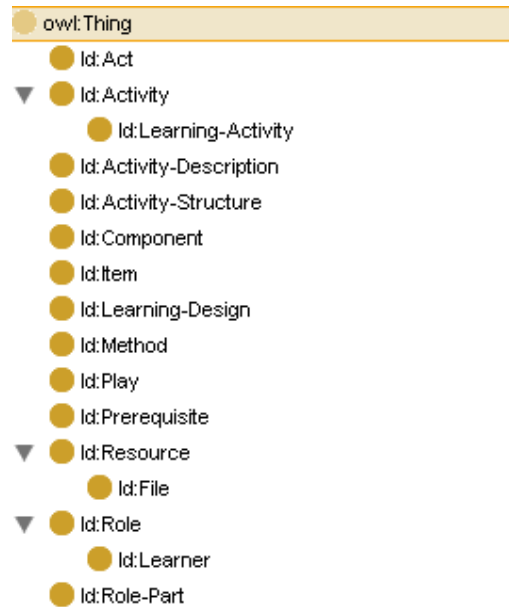 owl:Thing
ld:Act
ld:Activity
ld:Learning-Activity
ld:Activity-Description
ld:Activity-Structure
ld:Component
ld:Item
ld:Learning-Design
ld:Method
ld:Play
ld:Prerequisite
ld:Resource
ld:File
ld:Role
ld:Learner
ld:Role-Part